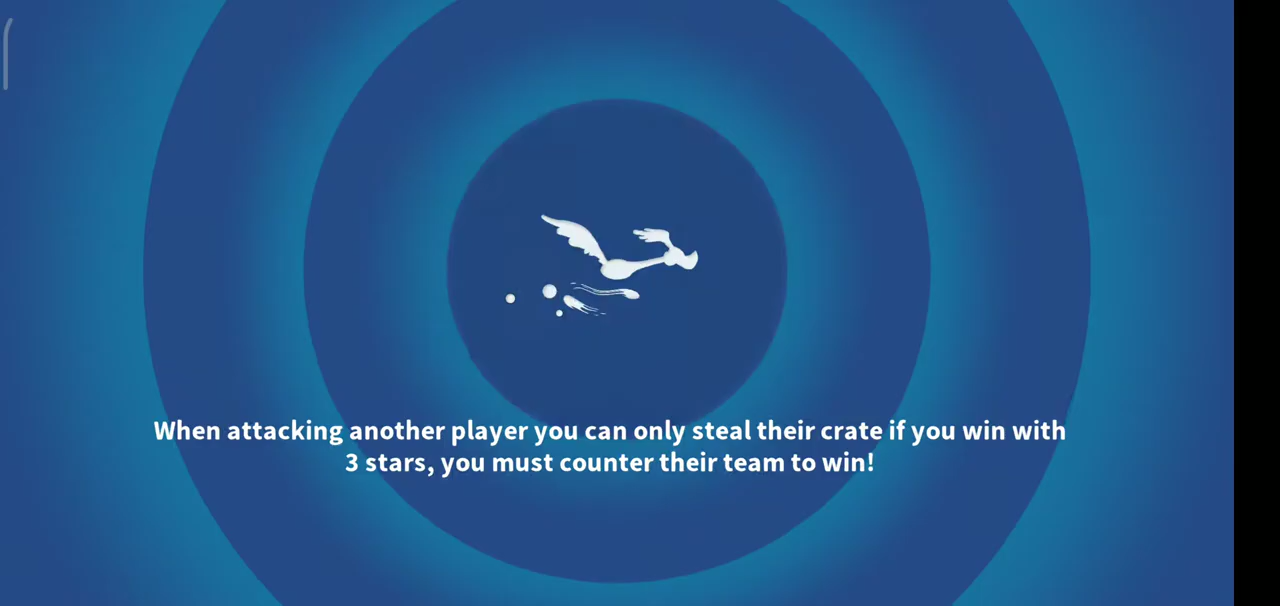 When attacking another player you can only steal their crate if you win with
3 stars, you must counter their team to win!